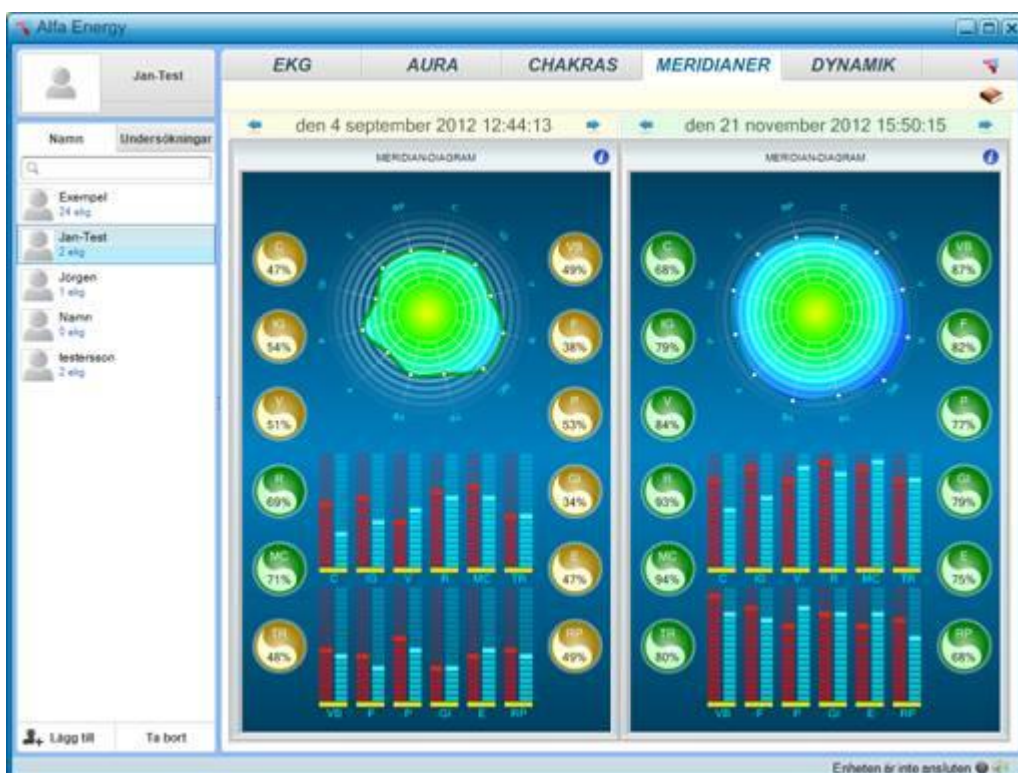 Alfa Energy
Jan-Test
EKG AURA CHAKRAS MERIDIANER DYNAMIK
Namn Undersökningar
den 4 september 2012 12:44:13 den 21 november 2012 15:50:15
MERIDIAN-DIAGRAM MERIDIAN-DIAGRAM
Exempel
24 ekg
Jan-Test
2 ekg
Jörgen
1 ekg
Namn
0 ekg
testersson
2 ekg
C 47% VB 49% C 68% VB 87%
IG 54% F 38% IG 79% F 82%
V 51% P 53% V 84% P 77%
R 69% GI 34% R 93% GI 79%
MC 71% E 47% MC 94% E 75%
C IG V R MC TR C IG V R MC TR
TR 48% RP 49% TR 80% RP 68%
VB F P GI E RP VB F P GI E RP
Lägg till Ta bort
Enheten är inte ansluten